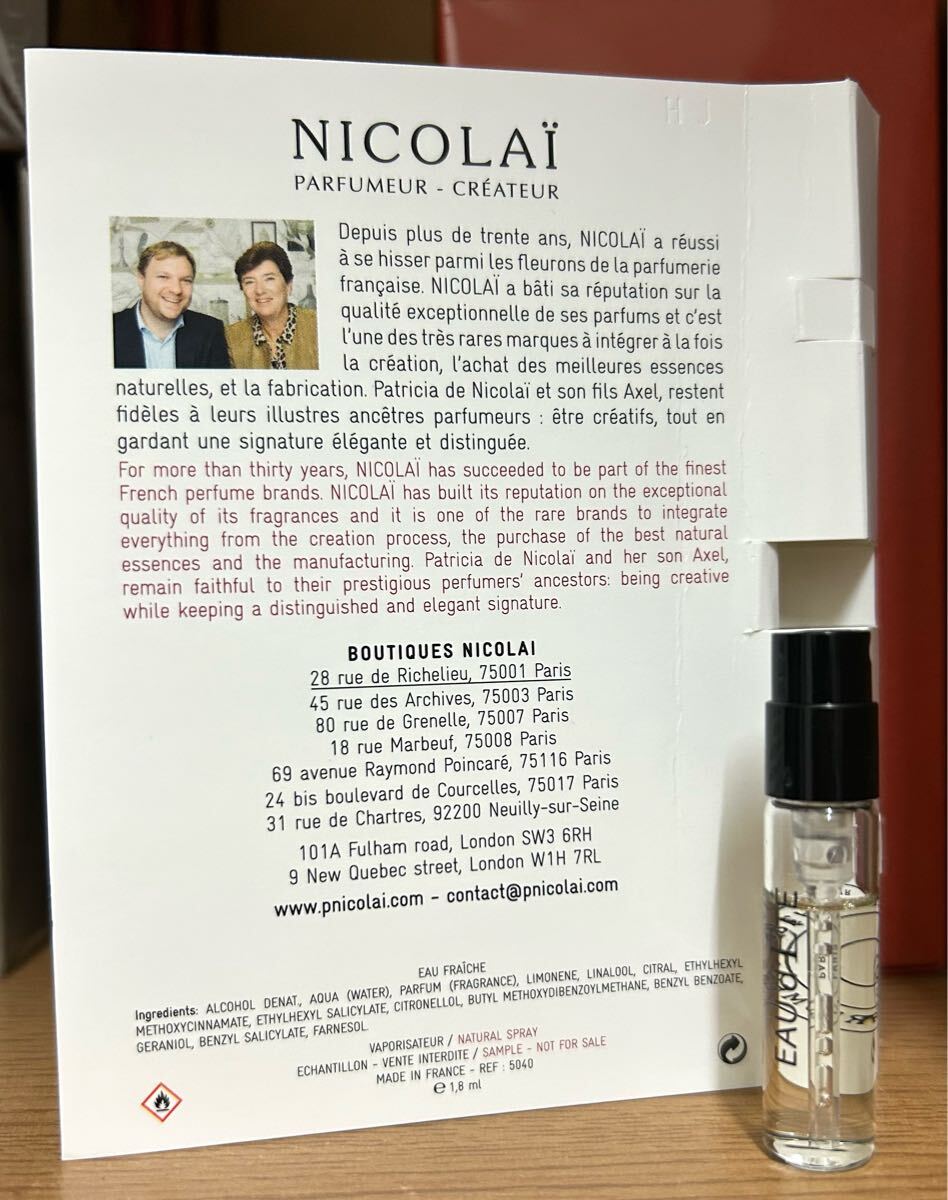 NICOLAÏ
PARFUMEUR - CRÉATEUR
Depuis plus de trente ans, NICOLAÏ a réussi
à se hisser parmi les fleurons de la parfumerie
française. NICOLAÏ a bâti sa réputation sur la
qualité exceptionnelle de ses parfums et c'est
l'une des très rares marques à intégrer à la fois
la création, l'achat des meilleures essences
naturelles, et la fabrication. Patricia de Nicolaï et son fils Axel, restent
fidèles à leurs illustres ancêtres parfumeurs : être créatifs, tout en
gardant une signature élégante et distinguée.
For more than thirty years, NICOLAÏ has succeeded to be part of the finest
French perfume brands. NICOLAÏ has built its reputation on the exceptional
quality of its fragrances and it is one of the rare brands to integrate
everything from the creation process, the purchase of the best natural
essences and the manufacturing. Patricia de Nicolaï and her son Axel,
remain faithful to their prestigious perfumers' ancestors: being creative
while keeping a distinguished and elegant signature.
BOUTIQUES NICOLAI
28 rue de Richelieu, 75001 Paris
45 rue des Archives, 75003 Paris
80 rue de Grenelle, 75007 Paris
18 rue Marbeuf, 75008 Paris
69 avenue Raymond Poincaré, 75116 Paris
24 bis boulevard de Courcelles, 75017 Paris
31 rue de Chartres, 92200 Neuilly-sur-Seine
101A Fulham road, London SW3 6RH
9 New Quebec street, London W1H 7RL
www.pnicolai.com - contact@pnicolai.com
EAU FRAÎCHE
Ingredients: ALCOHOL DENAT., AQUA (WATER), PARFUM (FRAGRANCE), LIMONENE, LINALOOL, CITRAL, ETHYLHEXYL
METHOXYCINNAMATE, ETHYLHEXYL SALICYLATE, CITRONELLOL, BUTYL METHOXYDIBENZOYLMETHANE, BENZYL BENZOATE,
GERANIOL, BENZYL SALICYLATE, FARNESOL.
VAPORISATEUR / NATURAL SPRAY
ECHANTILLON - VENTE INTERDITE / SAMPLE - NOT FOR SALE
MADE IN FRANCE - REF : 5040
e 1,8 ml
H J